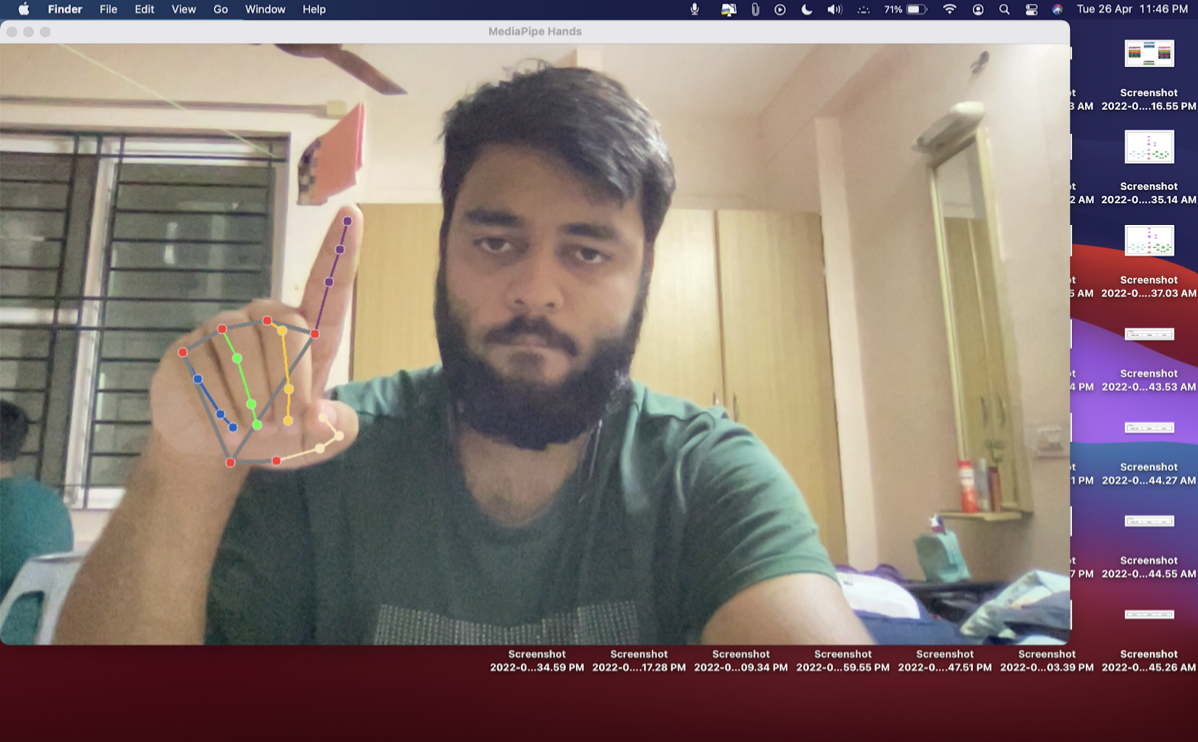 Finder File Edit View Go Window Help 71% Tue 26 Apr 11:46 PM
MediaPipe Hands
Screenshot
3 AM 2022-0....16.55 PM
Screenshot
2 AM 2022-0....35.14 AM
Screenshot
5 AM 2022-0....37.03 AM
Screenshot
4 PM 2022-0....43.53 AM
Screenshot
1 PM 2022-0....44.27 AM
Screenshot
7 PM 2022-0....44.55 AM
Screenshot Screenshot Screenshot Screenshot Screenshot Screenshot Screenshot
2022-0...34.59 PM 2022-0....17.28 PM 2022-0...09.34 PM 2022-0...59.55 PM 2022-0....47.51 PM 2022-0...03.39 PM 2022-0...45.26 AM